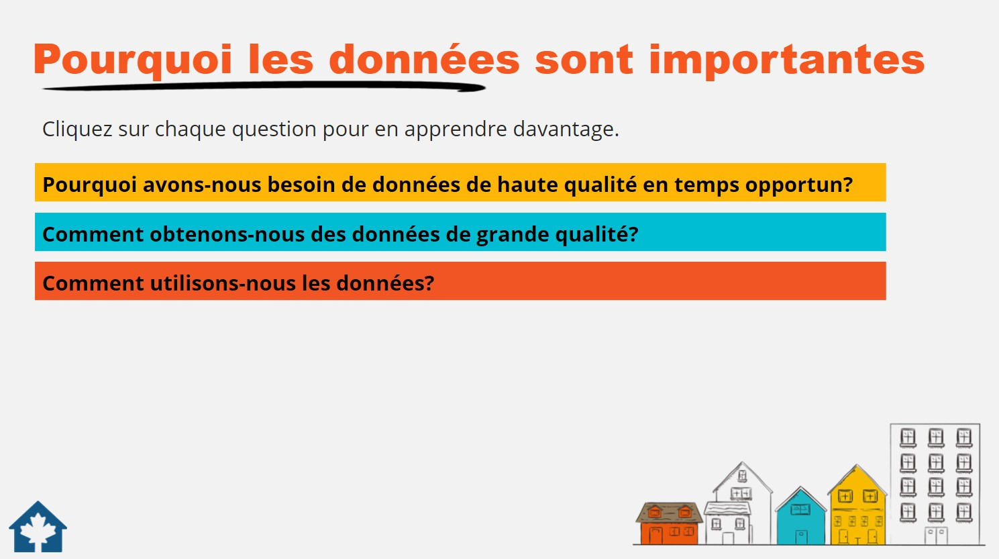 Pourquoi les données sont importantes
Cliquez sur chaque question pour en apprendre davantage.
Pourquoi avons-nous besoin de données de haute qualité en temps opportun?
Comment obtenons-nous des données de grande qualité?
Comment utilisons-nous les données?